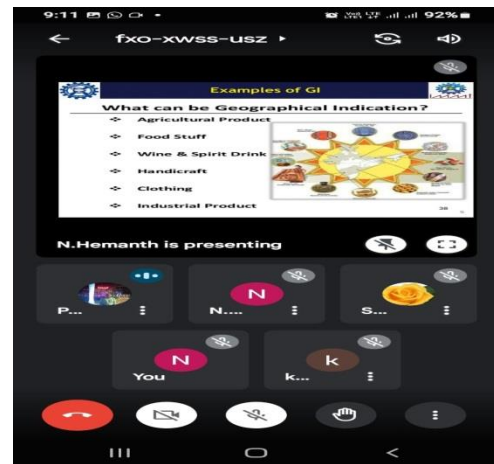 9:11 92%
fxo-xwss-usz
Examples of GI
What can be Geographical Indication?
Agricultural Product
Food Stuff
Wine & Spirit Drink
Handicraft
Clothing
Industrial Product
38
N.Hemanth is presenting
P... N.... S...
N
N k
You k...